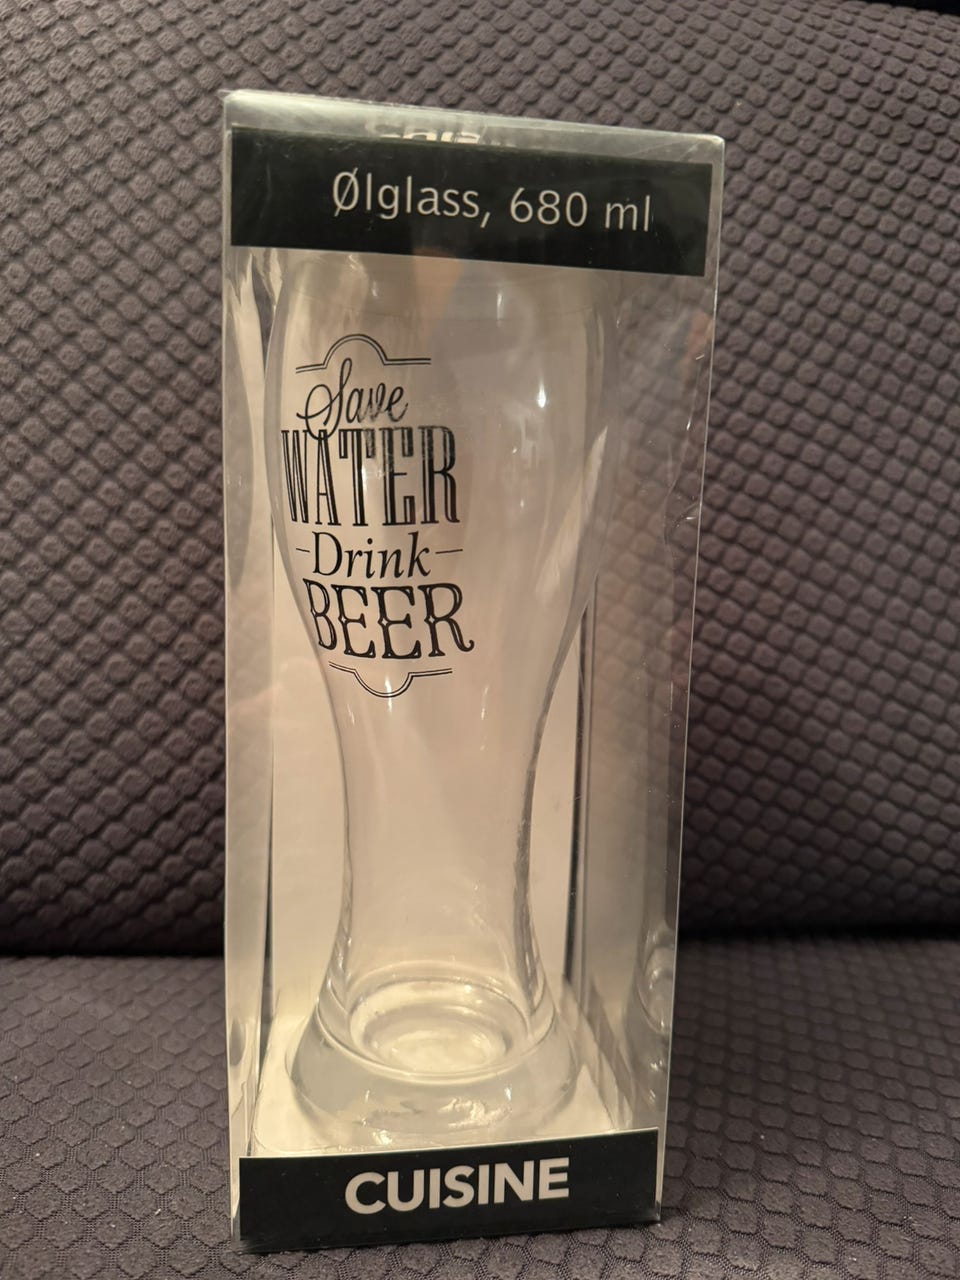 Ølglass, 680 ml
Save
WATER
-Drink-
BEER
CUISINE